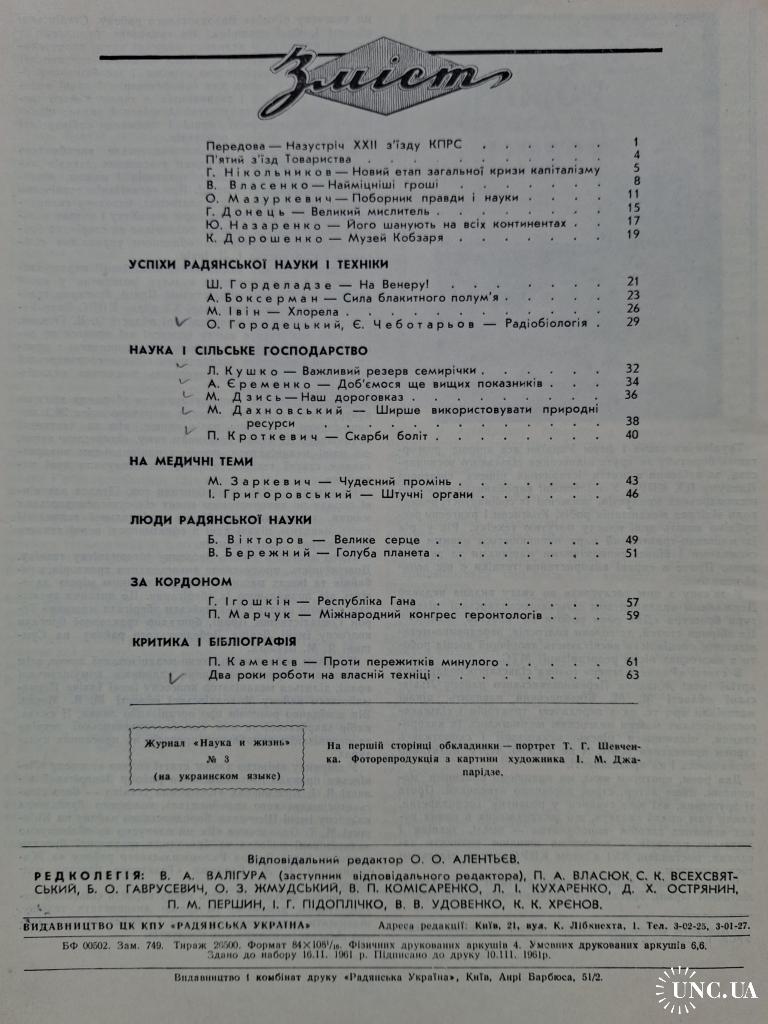 Зміст
Передова — Назустріч XXII з'їзду КПРС . . . . . . 1
П'ятий з'їзд Товариства . . . . . . . . . 4
Г. Нікольников — Новий етап загальної кризи капіталізму 5
В. Власенко — Найміцніші гроші . . . . . . 8
О. Мазуркевич — Поборник правди і науки . . . . 11
Г. Донець — Великий мислитель . . . . . . 15
Ю. Назаренко — Його шанують на всіх континентах . . 17
К. Дорошенко — Музей Кобзаря . . . . . . 19
УСПІХИ РАДЯНСЬКОЇ НАУКИ І ТЕХНІКИ
Ш. Горделадзе — На Венеру! . . . . . . 21
А. Боксерман — Сила блакитного полум'я . . . . 23
М. Івін — Хлорела . . . . . . . . . 26
О. Городецький, Є. Чеботарьов — Радіобіологія . 29
НАУКА І СІЛЬСЬКЕ ГОСПОДАРСТВО
Л. Кушко — Важливий резерв семирічки . . . . . 32
А. Єременко — Доб'ємося ще вищих показників . . . 34
М. Дзись — Наш дороговказ . . . . . . . 36
М. Дахновський — Ширше використовувати природні
ресурси . . . . . . . . . . 38
П. Кроткевич — Скарби боліт . . . . . . 40
НА МЕДИЧНІ ТЕМИ
М. Заркевич — Чудесний промінь . . . . . . 43
І. Григоровський — Штучні органи . . . . . 46
ЛЮДИ РАДЯНСЬКОЇ НАУКИ
Б. Вікторов — Велике серце . . . . . . . 49
В. Бережний — Голуба планета . . . . . . . 51
ЗА КОРДОНОМ
Г. Ігошкін — Республіка Гана . . . . . . . 57
П. Марчук — Міжнародний конгрес геронтологів . . . 59
КРИТИКА І БІБЛІОГРАФІЯ
П. Каменєв — Проти пережитків минулого . . . . . 61
Два роки роботи на власній техніці . . . . . . . 63
Журнал «Наука и жизнь»
№ 3
(на украинском языке)
На першій сторінці обкладинки — портрет Т. Г. Шевчен-
ка. Фоторепродукція з картини художника І. М. Джа-
парідзе.
Відповідальний редактор О. О. АЛЕНТЬЄВ.
РЕДКОЛЕГІЯ: В. А. ВАЛІГУРА (заступник відповідального редактора), П. А. ВЛАСЮК, С. К. ВСЕХСВЯТ-
СЬКИЙ, Б. О. ГАВРУСЕВИЧ, О. З. ЖМУДСЬКИЙ, В. П. КОМІСАРЕНКО, Л. І. КУХАРЕНКО, Д. Х. ОСТРЯНИН,
П. М. ПЕРШИН, І. Г. ПІДОПЛІЧКО, В. В. УДОВЕНКО, К. К. ХРЄНОВ.
ВИДАВНИЦТВО ЦК КПУ «РАДЯНСЬКА УКРАЇНА» Адреса редакції: Київ, 21, вул. К. Лібкнехта, 1. Тел. 3-02-25, 3-01-27.
БФ 00502. Зам. 749. Тираж 26500. Формат 84×108¹/₁₆. Фізичних друкованих аркушів 4. Умовних друкованих аркушів 6,6.
Здано до набору 16.II. 1961 р. Підписано до друку 10.III. 1961р.
Видавництво і комбінат друку «Радянська Україна», Київ, Анрі Барбюса, 51/2.
UNC.UA